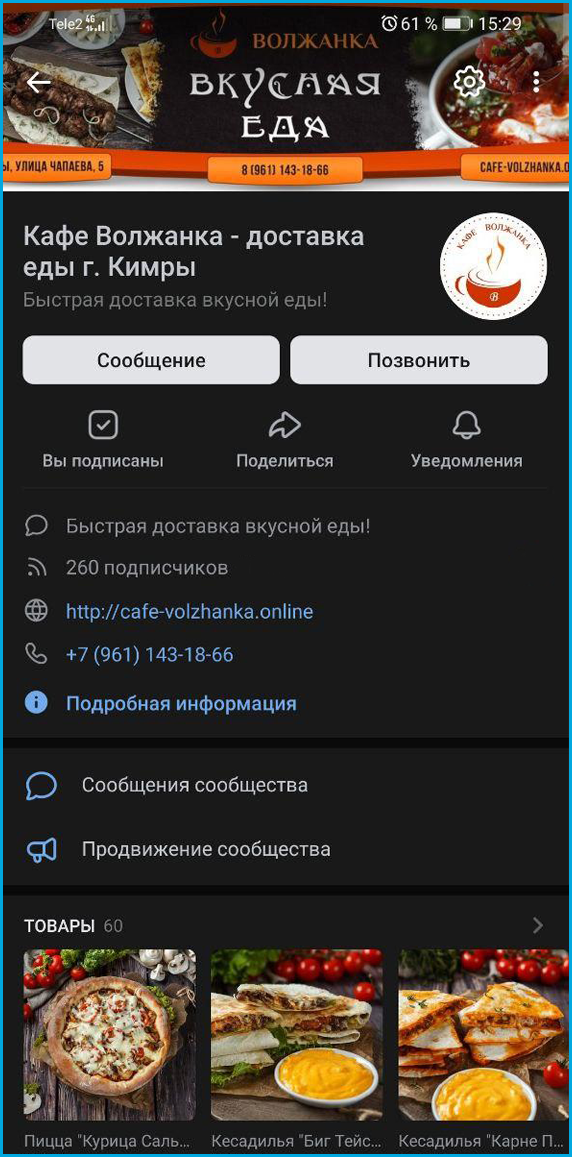 Tele2 4G 61 % 15:29
ВОЛЖАНКА
ВКУСНАЯ
ЕДА
Ы, УЛИЦА ЧАПАЕВА, 5
8 (961) 143-18-66
CAFE-VOLZHANKA.O
Кафе Волжанка - доставка
еды г. Кимры
Быстрая доставка вкусной еды!
КАФЕ ВОЛЖАНКА
В
Сообщение
Позвонить
Вы подписаны
Поделиться
Уведомления
Быстрая доставка вкусной еды!
260 подписчиков
http://cafe-volzhanka.online
+7 (961) 143-18-66
Подробная информация
Сообщения сообщества
Продвижение сообщества
ТОВАРЫ 60
Пицца "Курица Саль...
Кесадилья "Биг Тейс...
Кесадилья "Карне П...